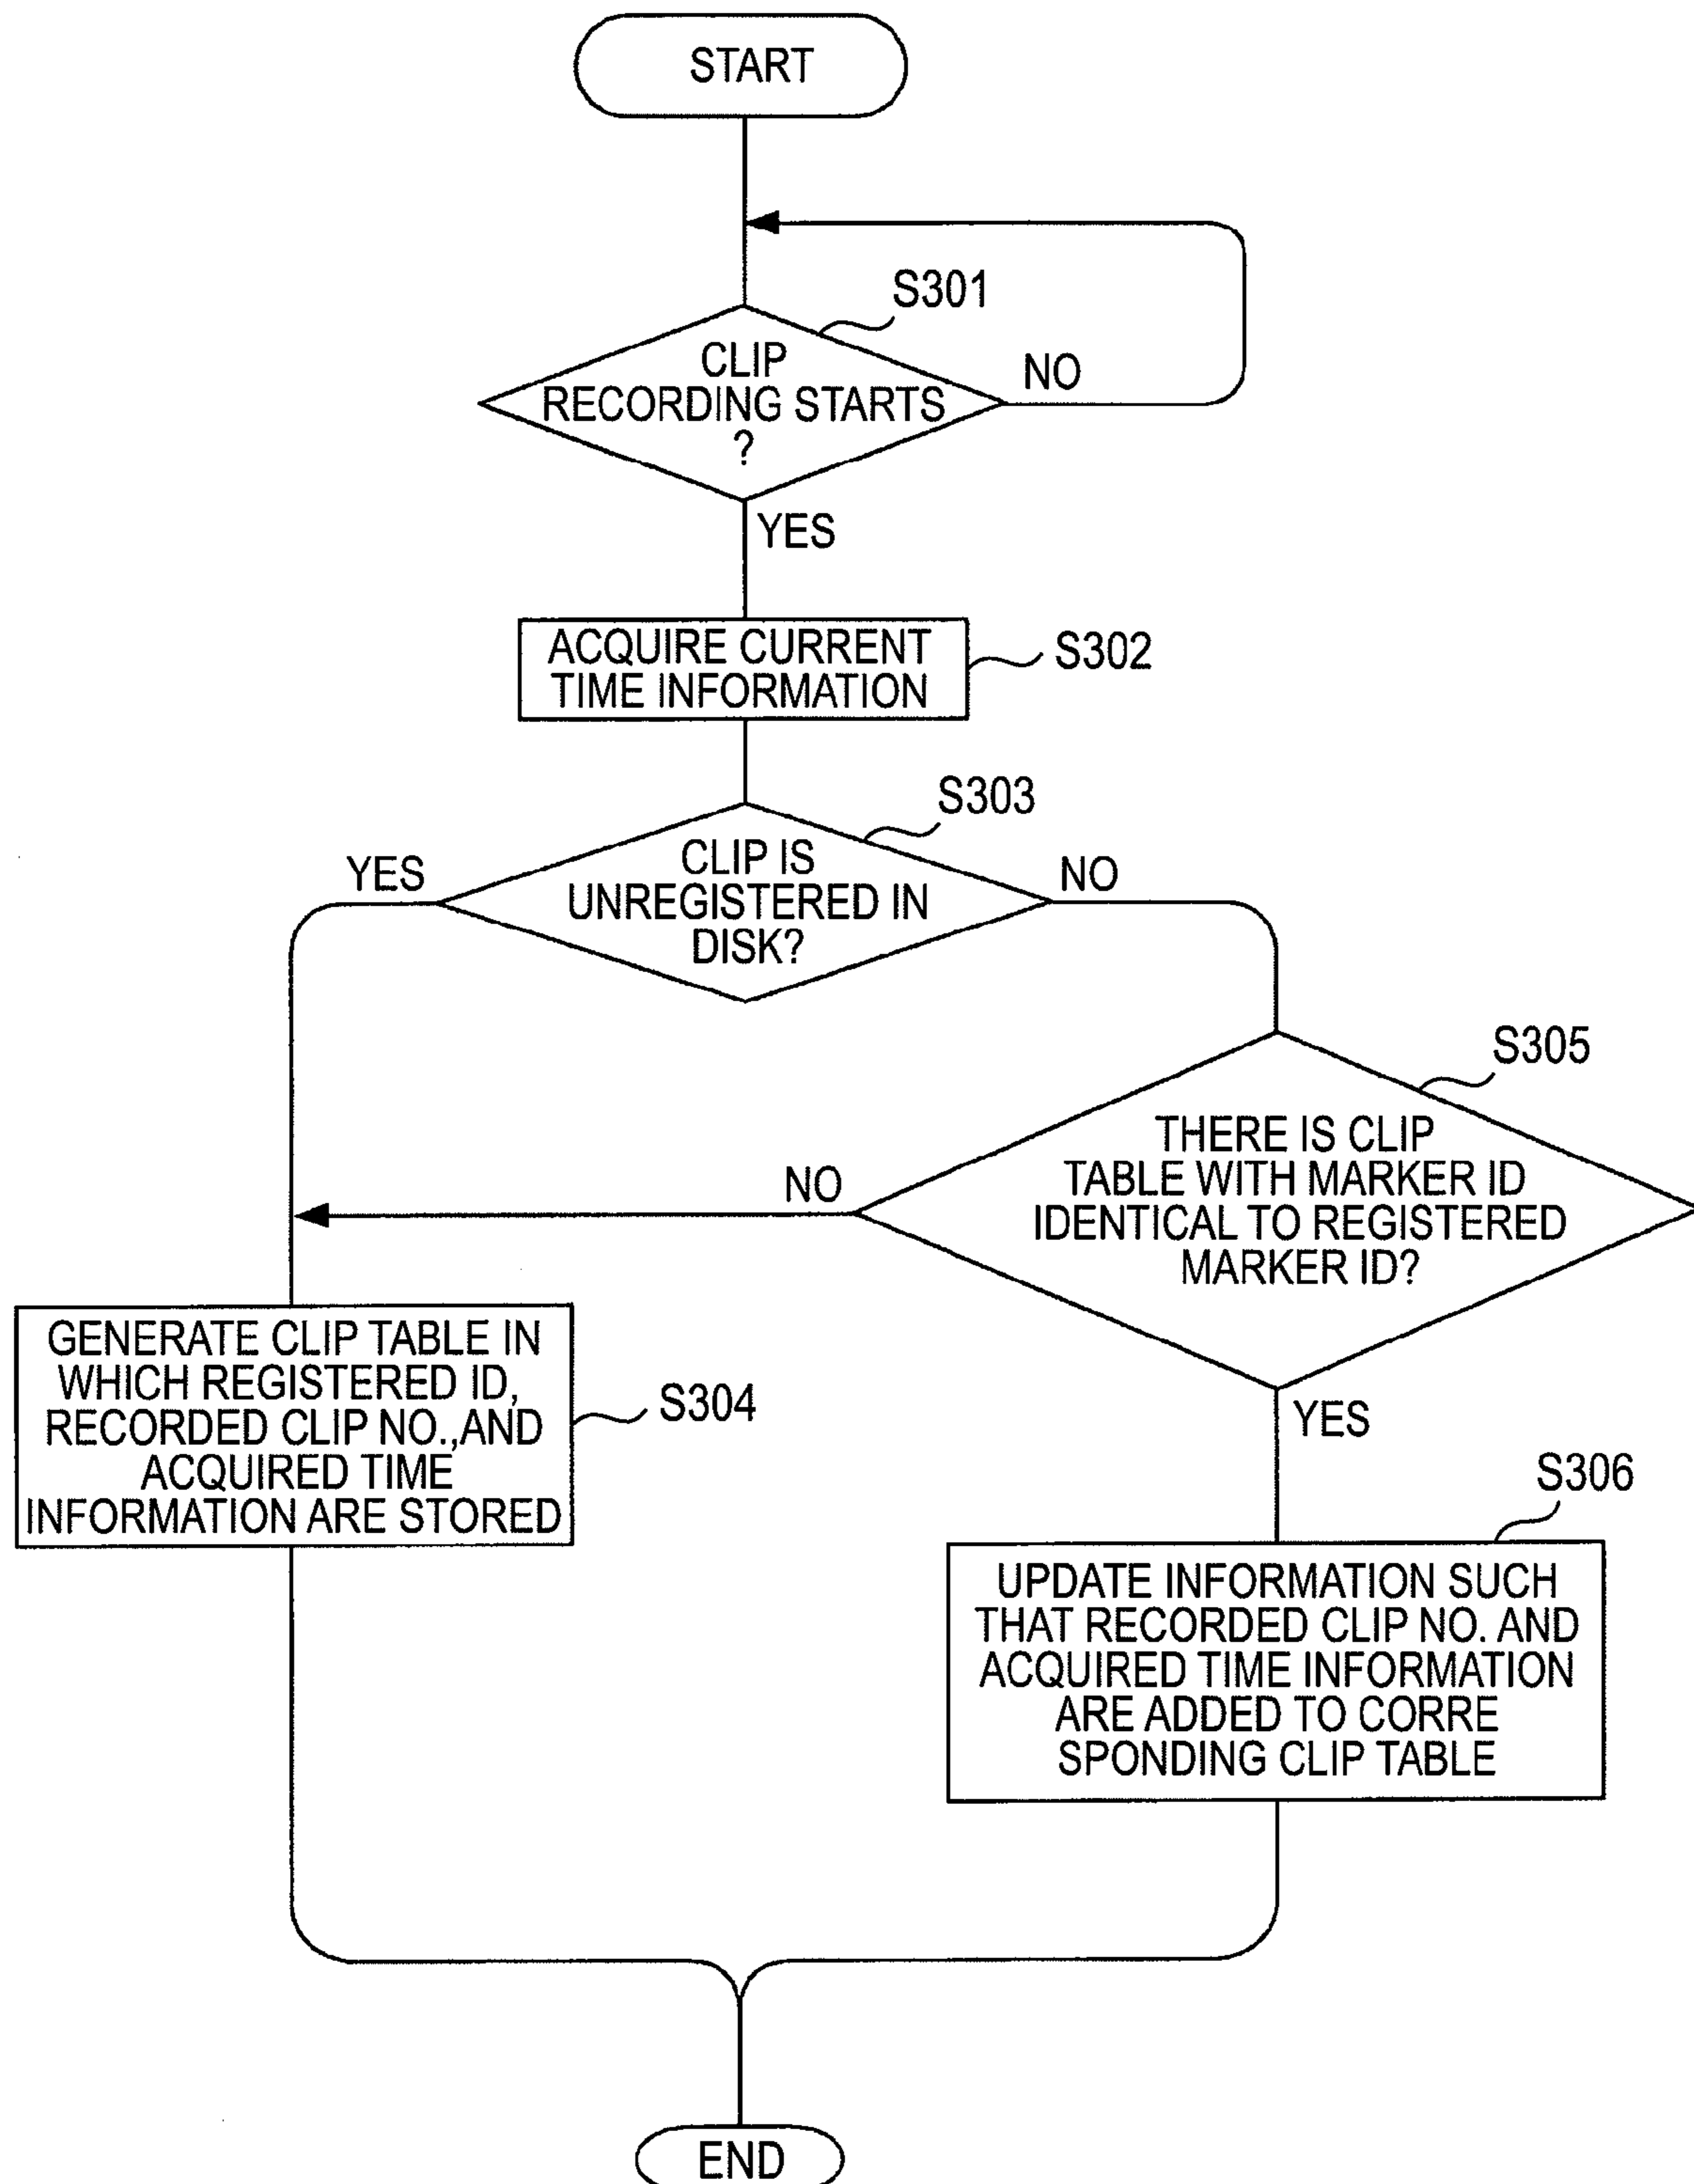 START
S301
CLIP
RECORDING STARTS
?
NO
YES
ACQUIRE CURRENT
TIME INFORMATION
S302
S303
YES
CLIP IS
UNREGISTERED IN
DISK?
NO
S305
THERE IS CLIP
TABLE WITH MARKER ID
IDENTICAL TO REGISTERED
MARKER ID?
NO
YES
GENERATE CLIP TABLE IN
WHICH REGISTERED ID,
RECORDED CLIP NO.,AND
ACQUIRED TIME
INFORMATION ARE STORED
S304
S306
UPDATE INFORMATION SUCH
THAT RECORDED CLIP NO. AND
ACQUIRED TIME INFORMATION
ARE ADDED TO CORRE
SPONDING CLIP TABLE
END